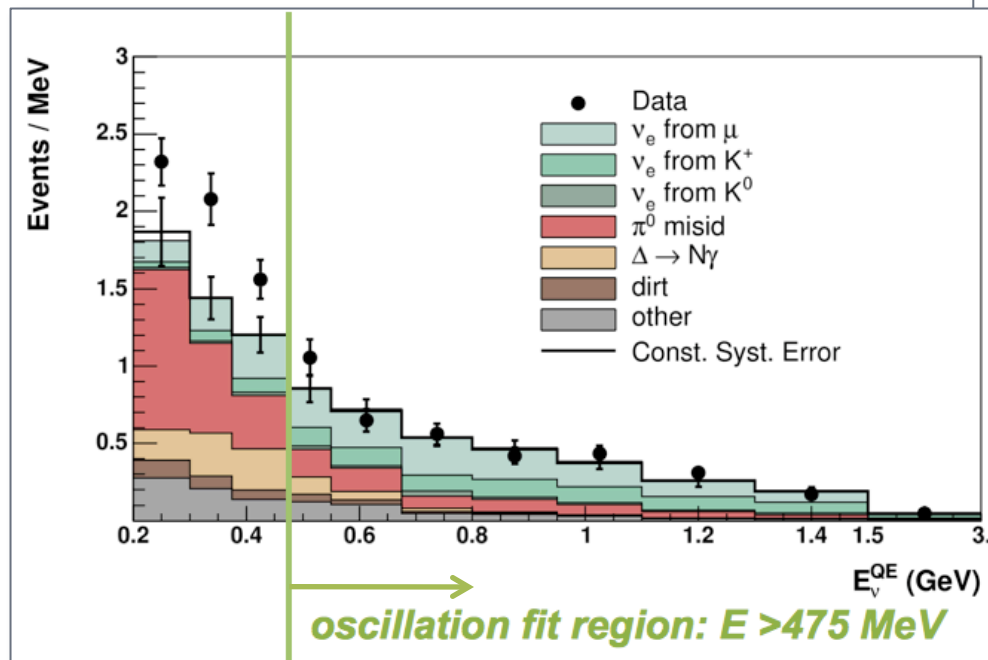 Events / MeV
3
2.5
2
1.5
1
0.5
Data
νe from μ
νe from K+
νe from K0
π0 misid
Δ → Nγ
dirt
other
Const. Syst. Error
0.2 0.4 0.6 0.8 1 1.2 1.4 1.5 3.
EνQE (GeV)
oscillation fit region: E >475 MeV